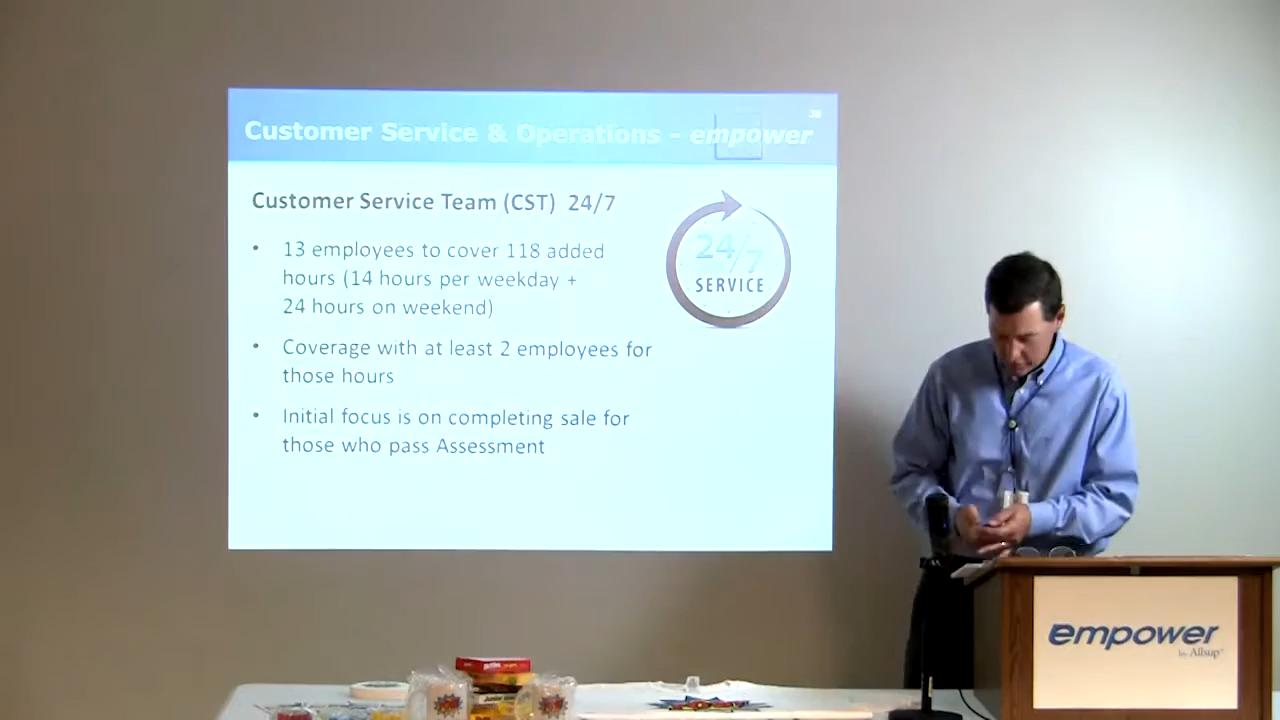 38
Customer Service & Operations - empower
Customer Service Team (CST) 24/7
• 13 employees to cover 118 added
hours (14 hours per weekday +
24 hours on weekend)
• Coverage with at least 2 employees for
those hours
• Initial focus is on completing sale for
those who pass Assessment
24/7
SERVICE
empower
by Allsup